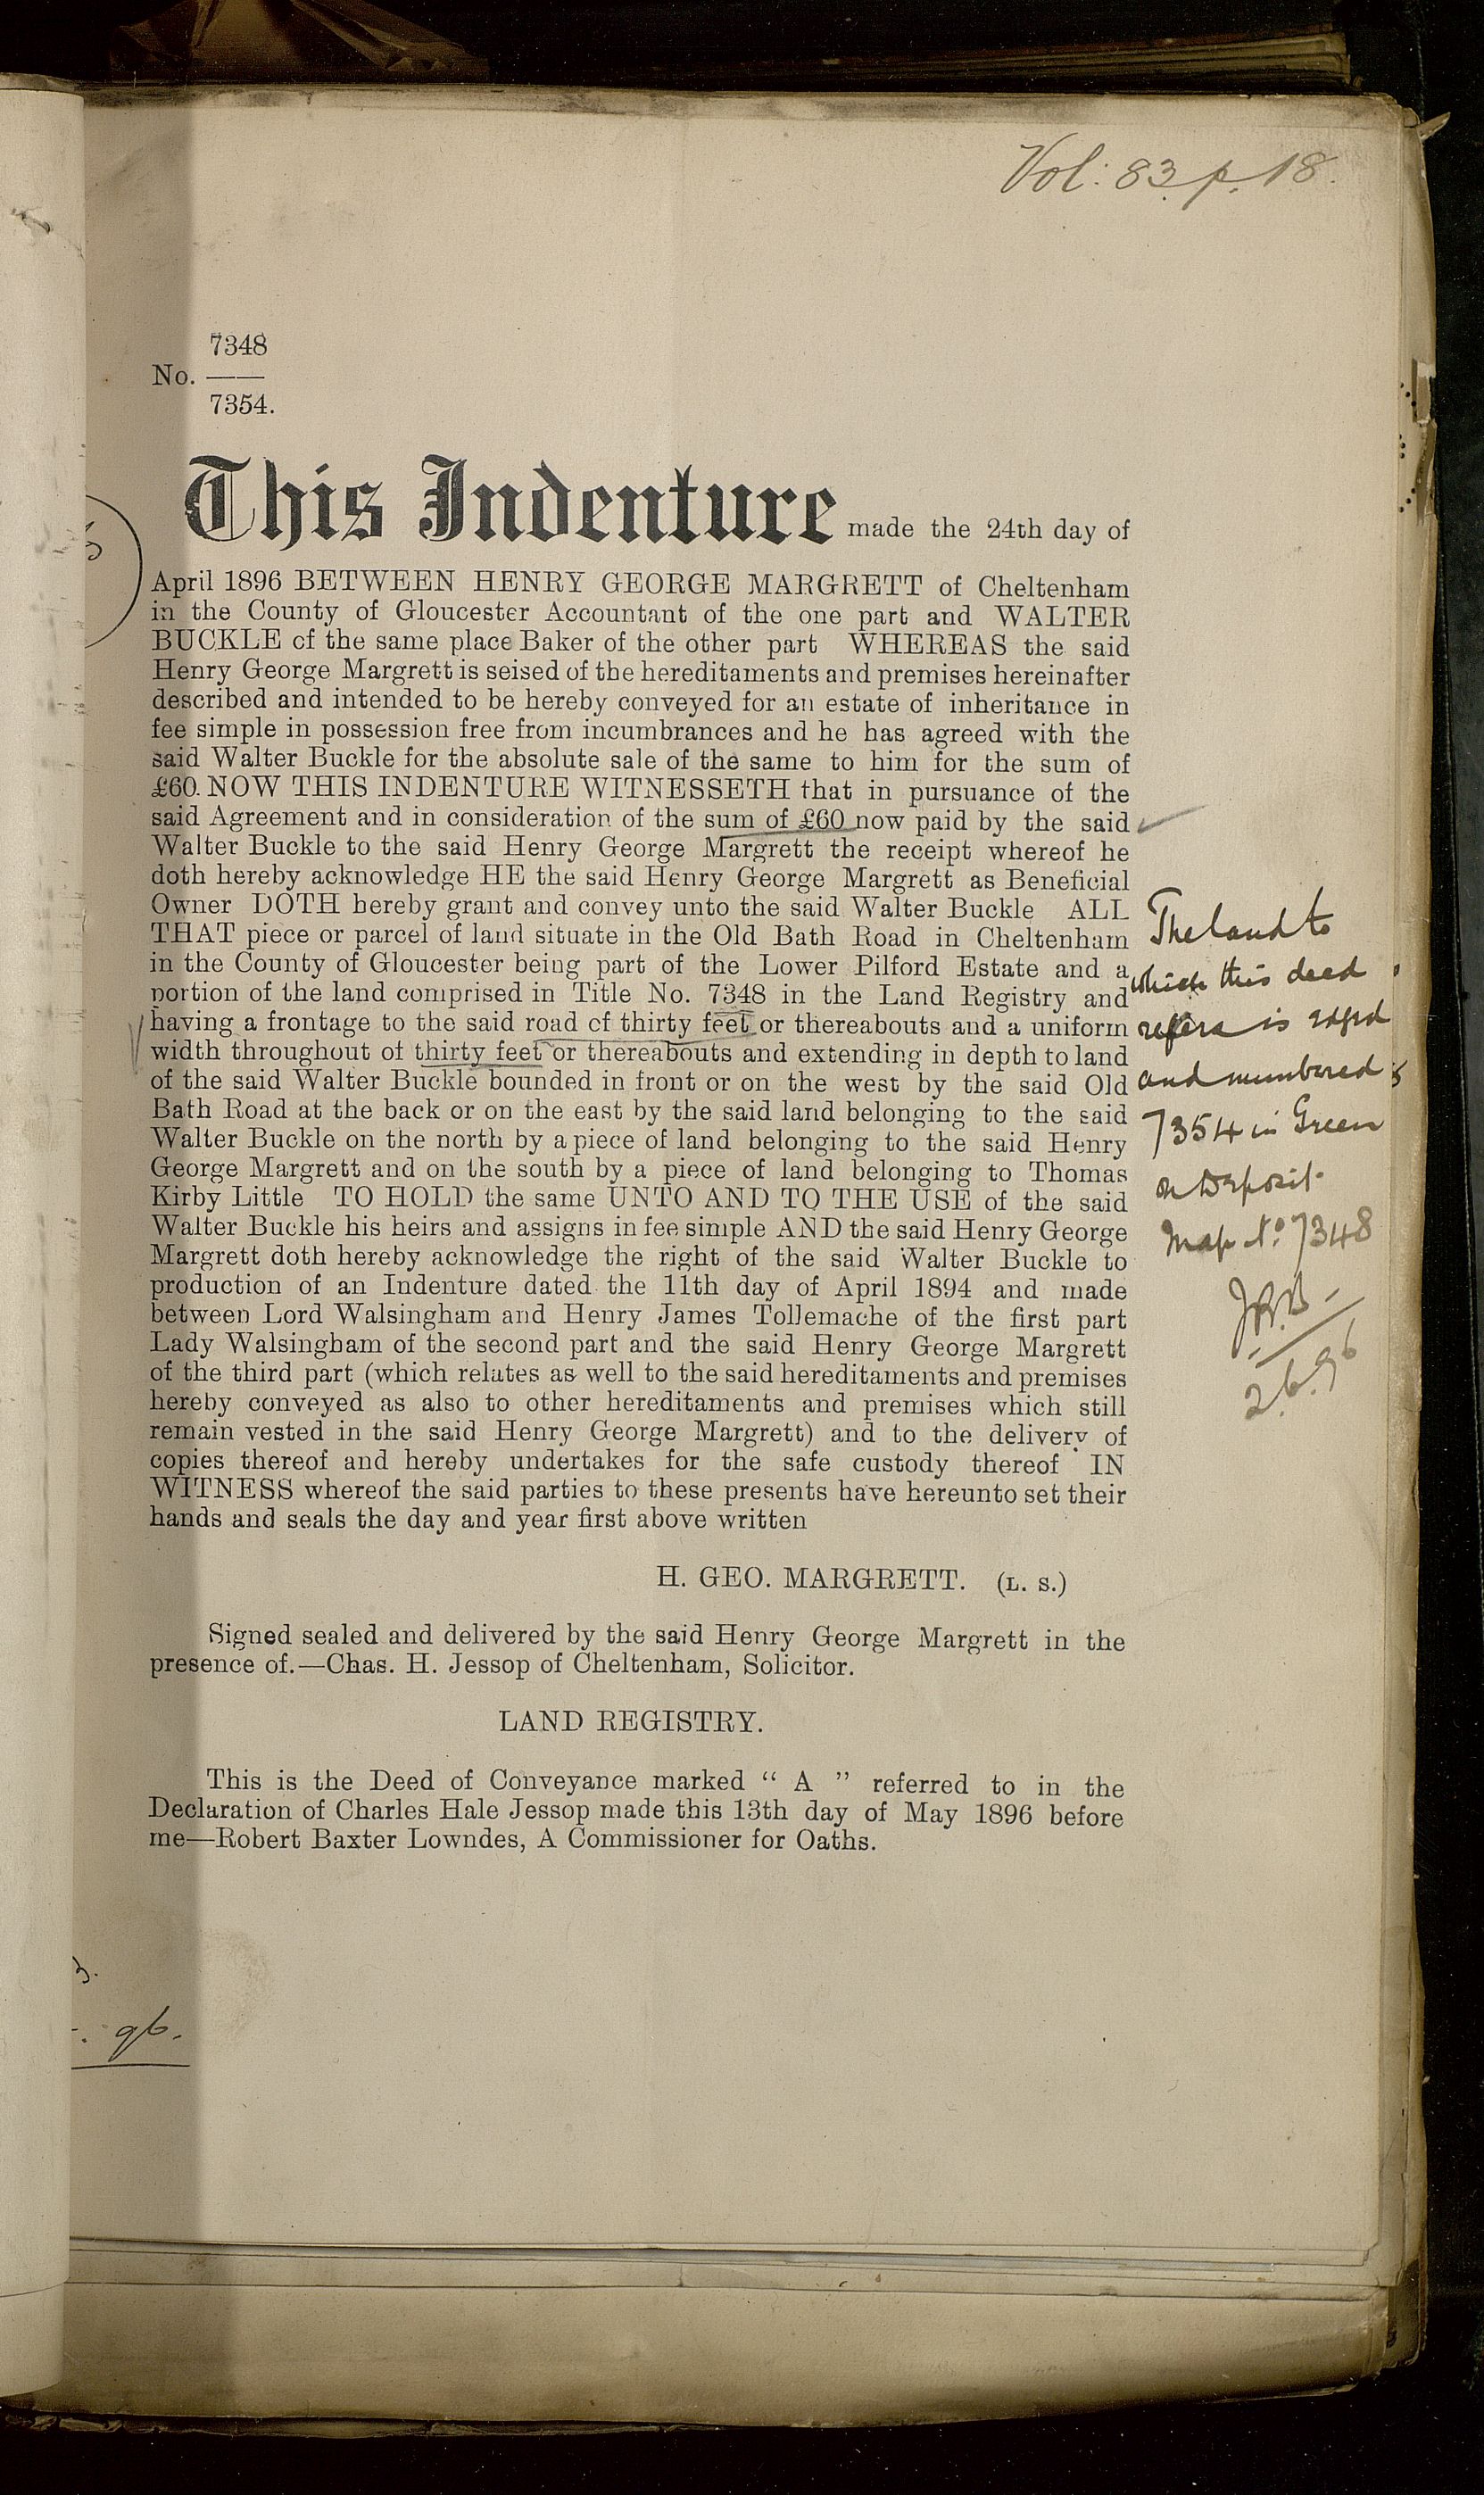 Vol: 83. p. 18.
7348
No. ——
7354.
This Indenture made the 24th day of
April 1896 BETWEEN HENRY GEORGE MARGRETT of Cheltenham
in the County of Gloucester Accountant of the one part and WALTER
BUCKLE of the same place Baker of the other part WHEREAS the said
Henry George Margrett is seised of the hereditaments and premises hereinafter
described and intended to be hereby conveyed for an estate of inheritance in
fee simple in possession free from incumbrances and he has agreed with the
said Walter Buckle for the absolute sale of the same to him for the sum of
£60. NOW THIS INDENTURE WITNESSETH that in pursuance of the
said Agreement and in consideration of the sum of £60 now paid by the said
Walter Buckle to the said Henry George Margrett the receipt whereof he
doth hereby acknowledge HE the said Henry George Margrett as Beneficial
Owner DOTH hereby grant and convey unto the said Walter Buckle ALL
THAT piece or parcel of land situate in the Old Bath Road in Cheltenham
in the County of Gloucester being part of the Lower Pilford Estate and a
portion of the land comprised in Title No. 7348 in the Land Registry and
having a frontage to the said road of thirty feet or thereabouts and a uniform
width throughout of thirty feet or thereabouts and extending in depth to land
of the said Walter Buckle bounded in front or on the west by the said Old
Bath Road at the back or on the east by the said land belonging to the said
Walter Buckle on the north by a piece of land belonging to the said Henry
George Margrett and on the south by a piece of land belonging to Thomas
Kirby Little TO HOLD the same UNTO AND TO THE USE of the said
Walter Buckle his heirs and assigns in fee simple AND the said Henry George
Margrett doth hereby acknowledge the right of the said Walter Buckle to
production of an Indenture dated the 11th day of April 1894 and made
between Lord Walsingham and Henry James Tollemache of the first part
Lady Walsingham of the second part and the said Henry George Margrett
of the third part (which relates as well to the said hereditaments and premises
hereby conveyed as also to other hereditaments and premises which still
remain vested in the said Henry George Margrett) and to the delivery of
copies thereof and hereby undertakes for the safe custody thereof IN
WITNESS whereof the said parties to these presents have hereunto set their
hands and seals the day and year first above written
H. GEO. MARGRETT. (L. S.)
Signed sealed and delivered by the said Henry George Margrett in the
presence of.—Chas. H. Jessop of Cheltenham, Solicitor.
LAND REGISTRY.
This is the Deed of Conveyance marked “ A ” referred to in the
Declaration of Charles Hale Jessop made this 13th day of May 1896 before
me—Robert Baxter Lowndes, A Commissioner for Oaths.
The land to
which this deed
refers is edged
and numbered
7354 in Green
on Deposit
Map No. 7348
2.6.96
96.